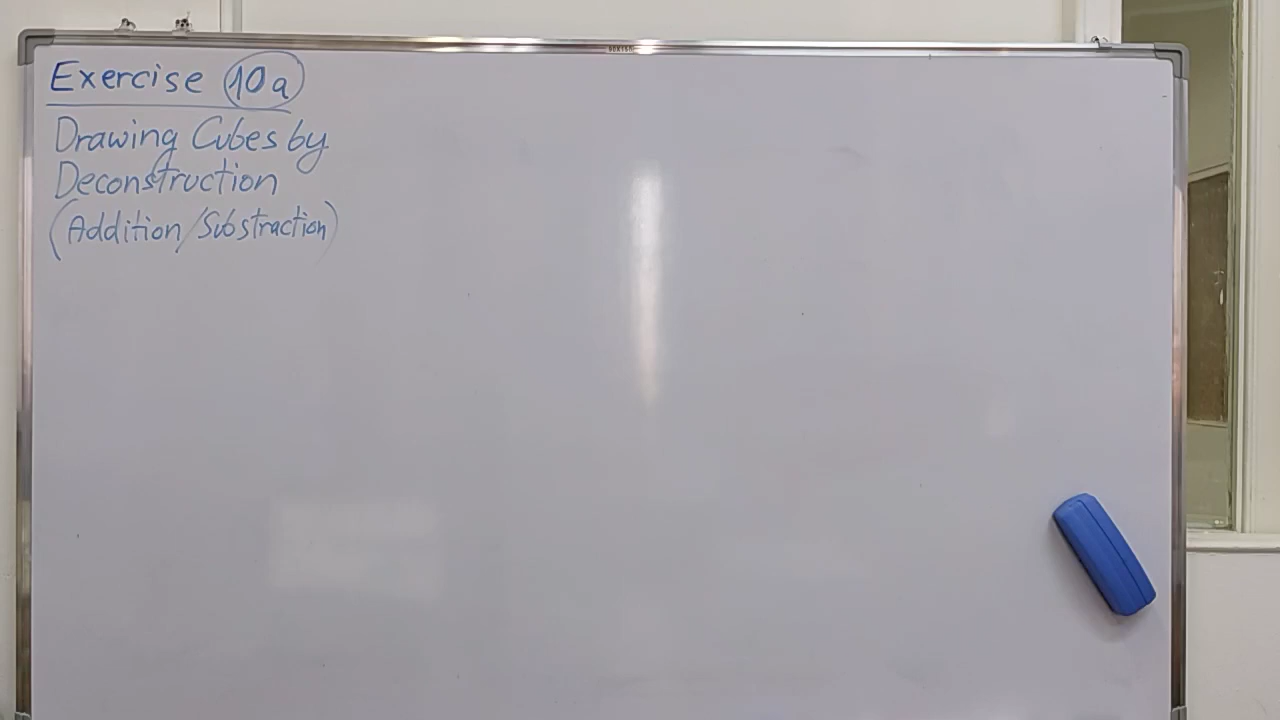 Exercise 10a
Drawing Cubes by
Deconstruction
(Addition/Substraction)